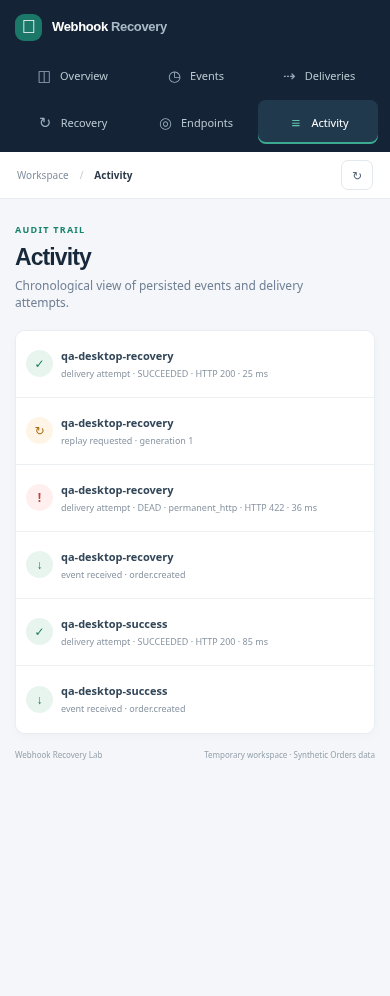 Webhook Recovery
Overview
Events
Deliveries
Recovery
Endpoints
Activity
Workspace / Activity
AUDIT TRAIL
Activity
Chronological view of persisted events and delivery
attempts.
qa-desktop-recovery
delivery attempt · SUCCEEDED · HTTP 200 · 25 ms
qa-desktop-recovery
replay requested · generation 1
qa-desktop-recovery
delivery attempt · DEAD · permanent_http · HTTP 422 · 36 ms
qa-desktop-recovery
event received · order.created
qa-desktop-success
delivery attempt · SUCCEEDED · HTTP 200 · 85 ms
qa-desktop-success
event received · order.created
Webhook Recovery Lab
Temporary workspace · Synthetic Orders data